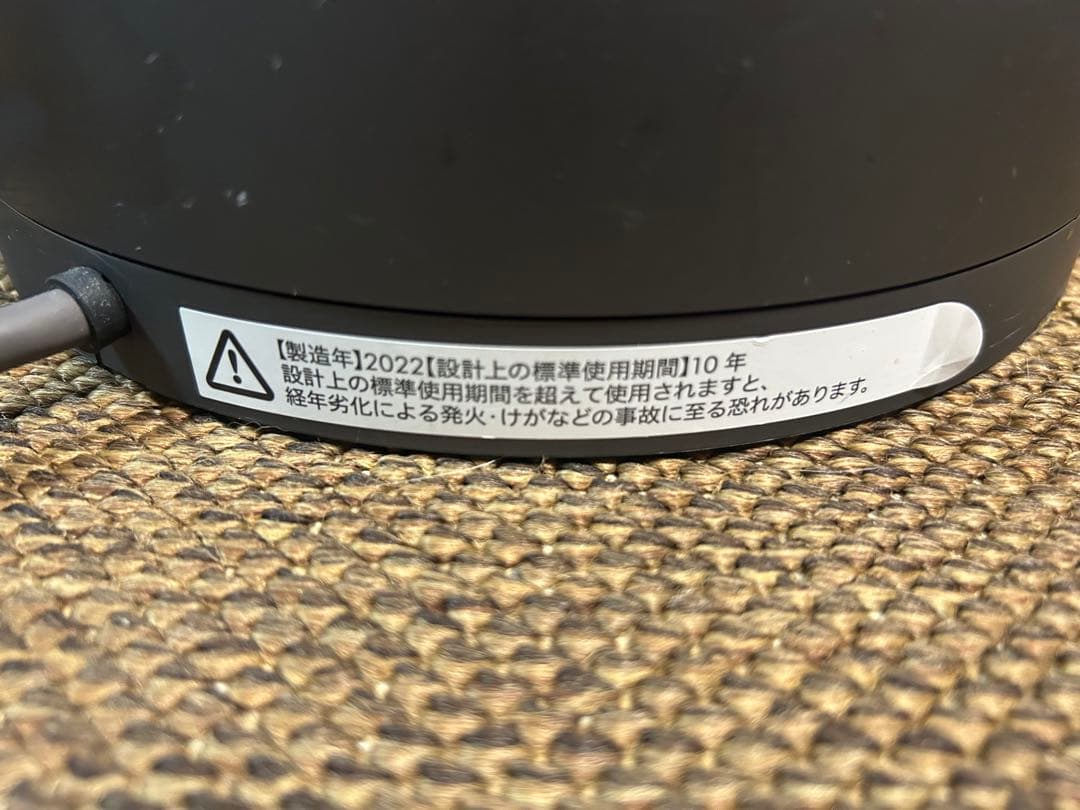 【製造年】2022【設計上の標準使用期間】10 年
設計上の標準使用期間を超えて使用されますと、
経年劣化による発火・けがなどの事故に至る恐れがあります。